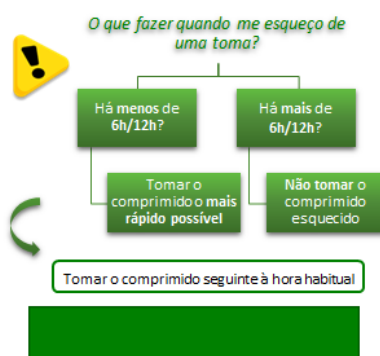 O que fazer quando me esqueço de
uma toma?
Há menos de
6h/12h?
Há mais de
6h/12h?
Tomar o
comprimido o mais
rápido possível
Não tomar o
comprimido
esquecido
Tomar o comprimido seguinte à hora habitual